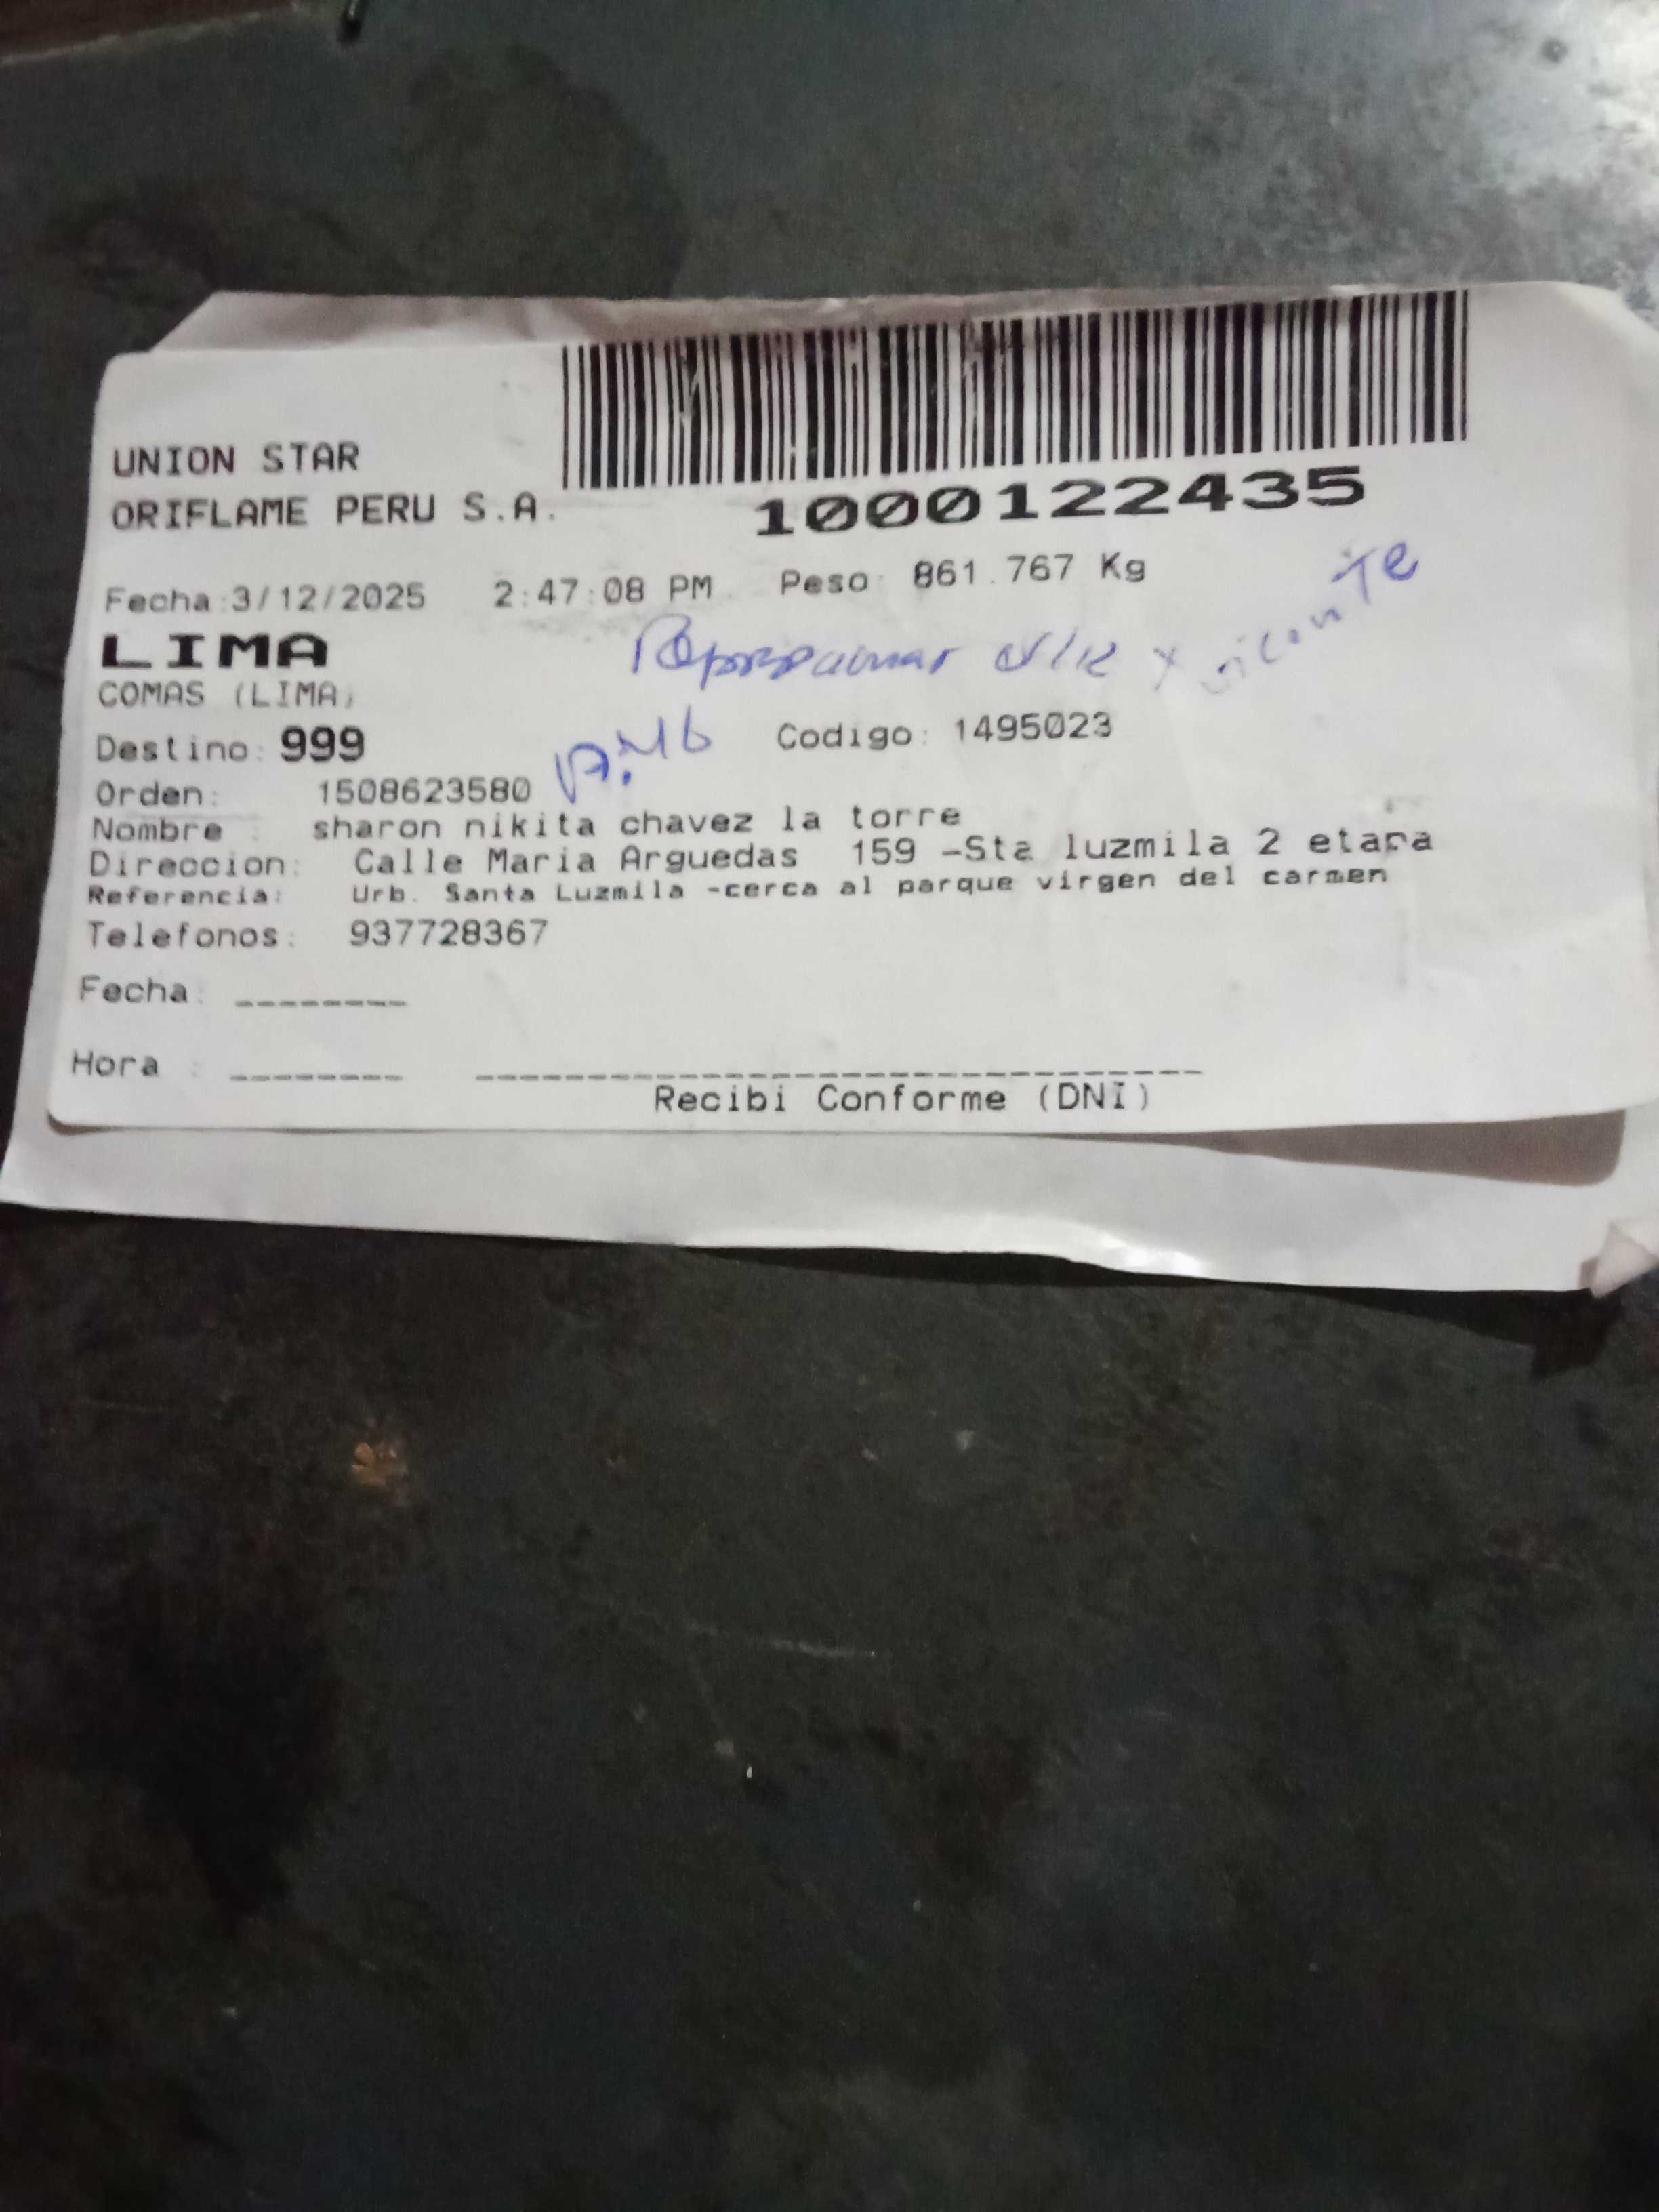 UNION STAR
ORIFLAME PERU S.A.
1000122435
Fecha:3/12/2025 2:47:08 PM Peso: 861.767 Kg
LIMA
COMAS (LIMA)
Destino: 999 Codigo: 1495023
Orden: 1508623580
Nombre : sharon nikita chavez la torre
Direccion: Calle Maria Arguedas 159 -Sta luzmila 2 etapa
Referencia: Urb. Santa Luzmila -cerca al parque virgen del carmen
Telefonos: 937728367
Fecha: ________
Hora : ________ __________________________________
Recibi Conforme (DNI)